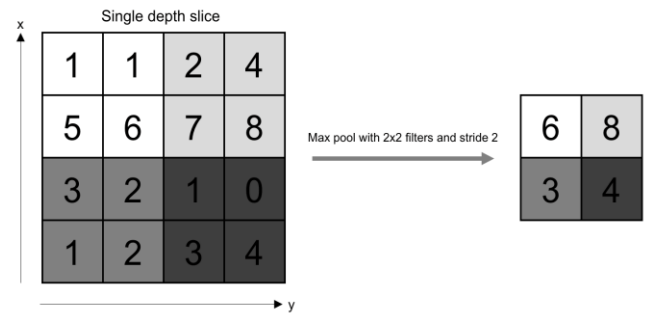 Single depth slice
x
1 1 2 4
5 6 7 8
3 2 1 0
1 2 3 4
y
Max pool with 2x2 filters and stride 2
6 8
3 4